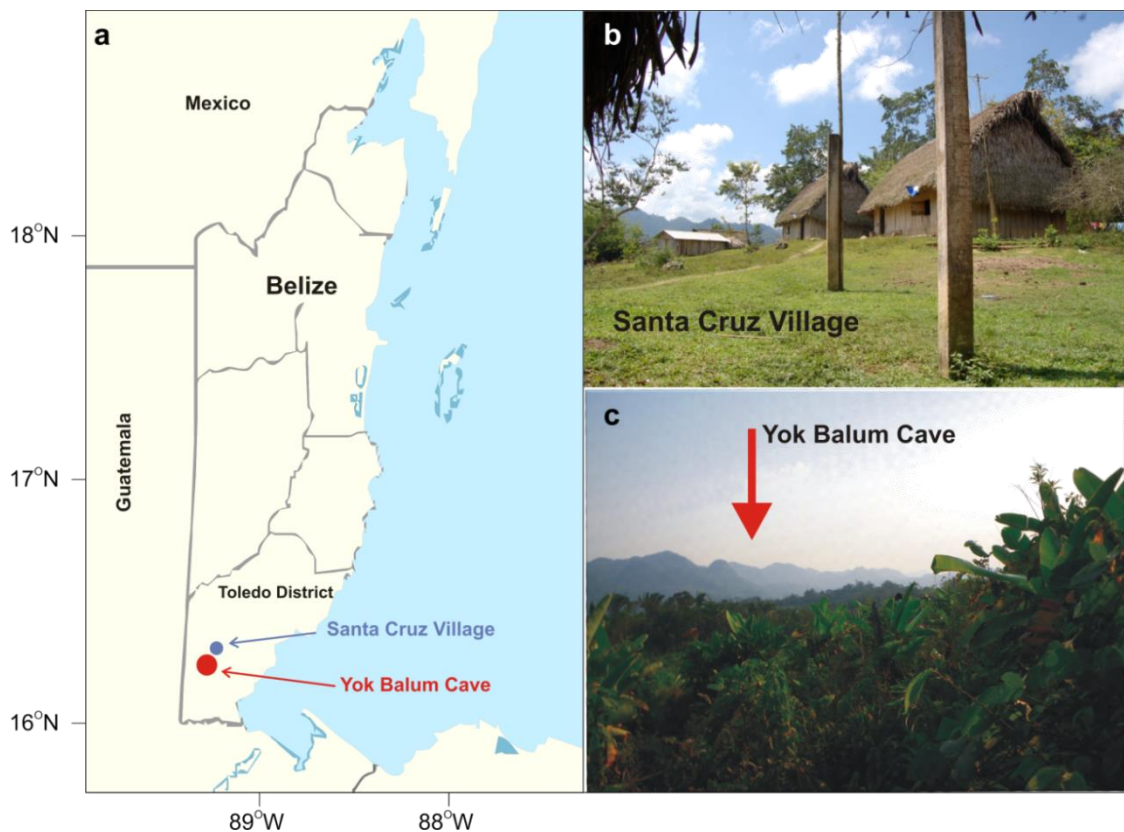 a
Mexico
18°N
Belize
Guatemala
17°N
Toledo District
Santa Cruz Village
Yok Balum Cave
16°N
89°W
88°W
b
Santa Cruz Village
c
Yok Balum Cave